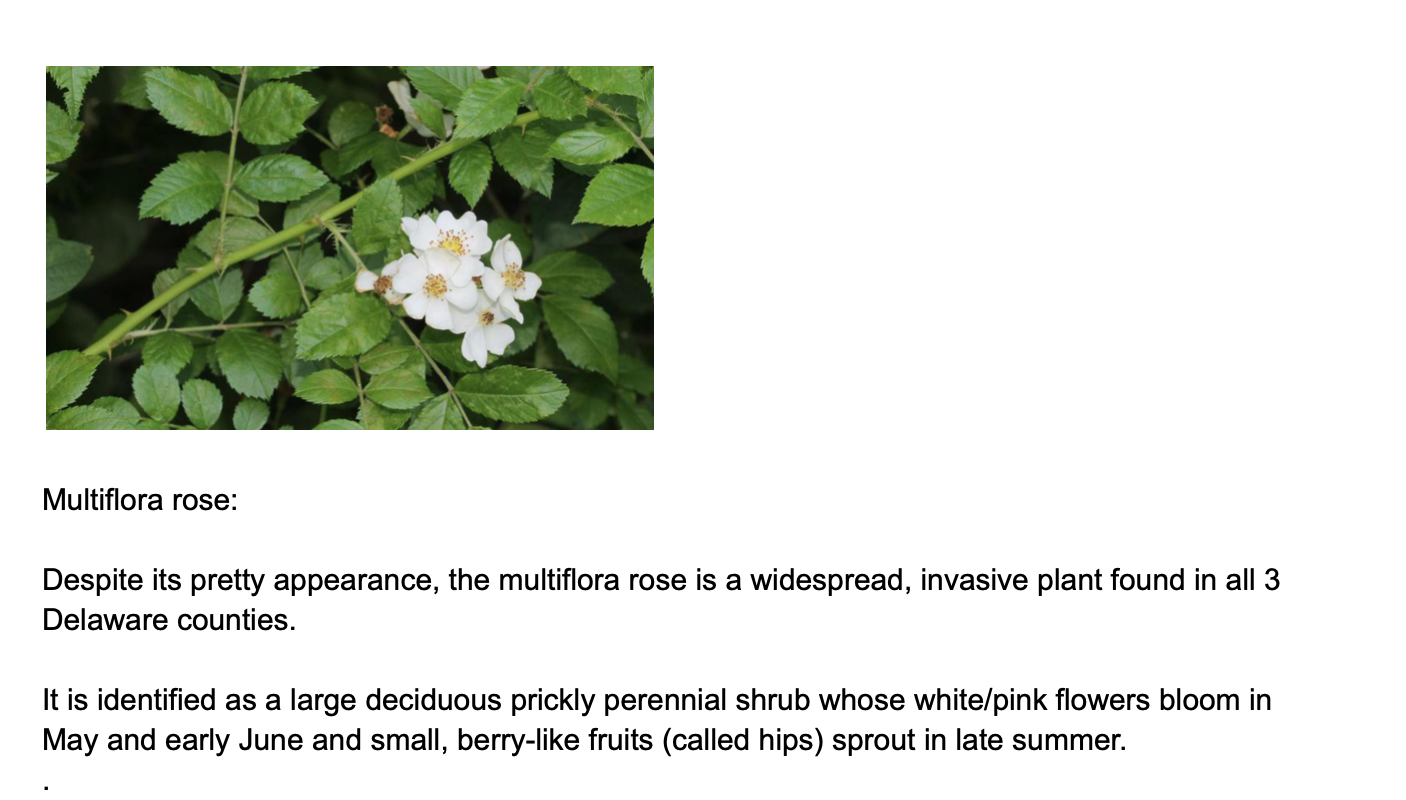 Multiflora rose:
Despite its pretty appearance, the multiflora rose is a widespread, invasive plant found in all 3
Delaware counties.
It is identified as a large deciduous prickly perennial shrub whose white/pink flowers bloom in
May and early June and small, berry-like fruits (called hips) sprout in late summer.
.